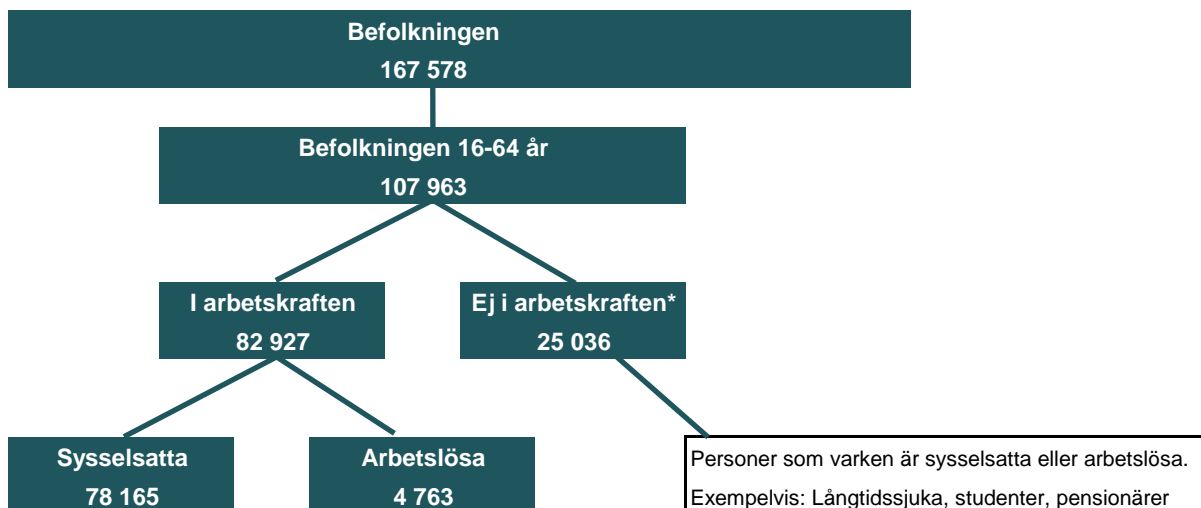 Befolkningen
167 578
Befolkningen 16-64 år
107 963
I arbetskraften
82 927
Ej i arbetskraften*
25 036
Sysselsatta
78 165
Arbetslösa
4 763
Personer som varken är sysselsatta eller arbetslösa.
Exempelvis: Långtidssjuka, studenter, pensionärer